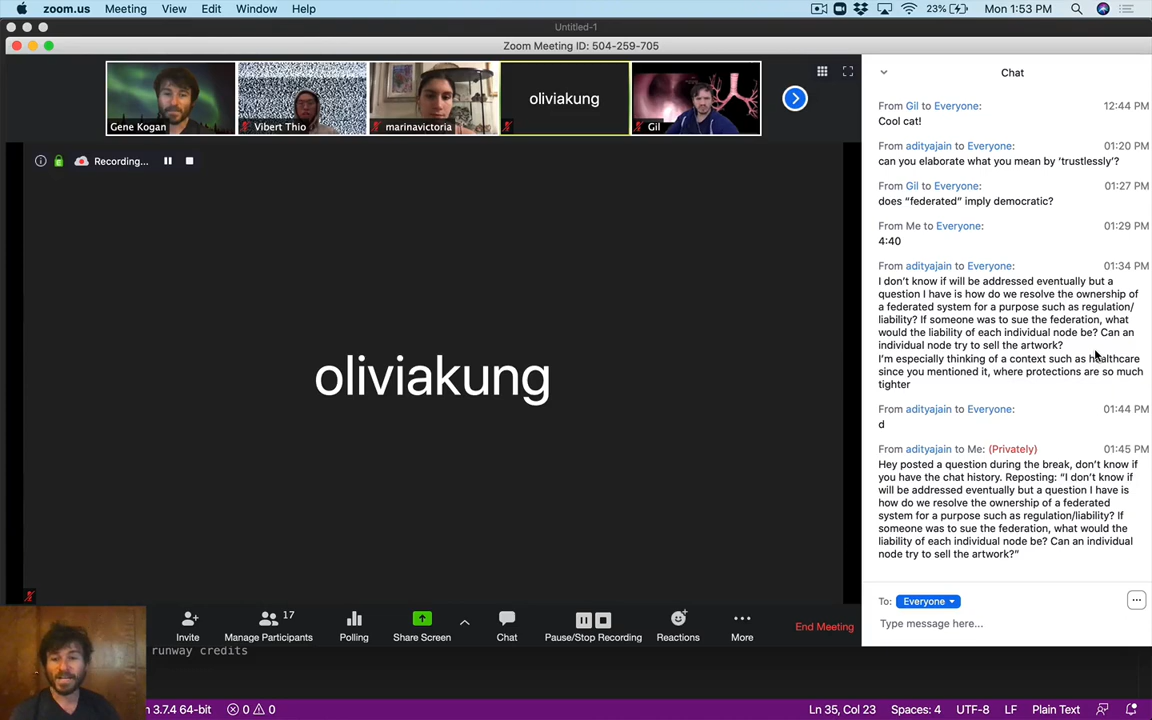 zoom.us Meeting View Edit Window Help 23% Mon 1:53 PM
Untitled-1
Zoom Meeting ID: 504-259-705
Gene Kogan
Vibert Thio
marinavictoria
oliviakung
Gil
Recording...
oliviakung
Chat
From Gil to Everyone: 12:44 PM
Cool cat!
From adityajain to Everyone: 01:20 PM
can you elaborate what you mean by ‘trustlessly’?
From Gil to Everyone: 01:27 PM
does “federated” imply democratic?
From Me to Everyone: 01:29 PM
4:40
From adityajain to Everyone: 01:34 PM
I don’t know if will be addressed eventually but a
question I have is how do we resolve the ownership of
a federated system for a purpose such as regulation/
liability? If someone was to sue the federation, what
would the liability of each individual node be? Can an
individual node try to sell the artwork?
I’m especially thinking of a context such as healthcare
since you mentioned it, where protections are so much
tighter
From adityajain to Everyone: 01:44 PM
d
From adityajain to Me: (Privately) 01:45 PM
Hey posted a question during the break, don’t know if
you have the chat history. Reposting: “I don’t know if
will be addressed eventually but a question I have is
how do we resolve the ownership of a federated
system for a purpose such as regulation/liability? If
someone was to sue the federation, what would the
liability of each individual node be? Can an individual
node try to sell the artwork?”
To: Everyone
Type message here...
17
Invite
Manage Participants
Polling
Share Screen
Chat
Pause/Stop Recording
Reactions
More
End Meeting
runway credits
3.7.4 64-bit 0 0 Ln 35, Col 23 Spaces: 4 UTF-8 LF Plain Text